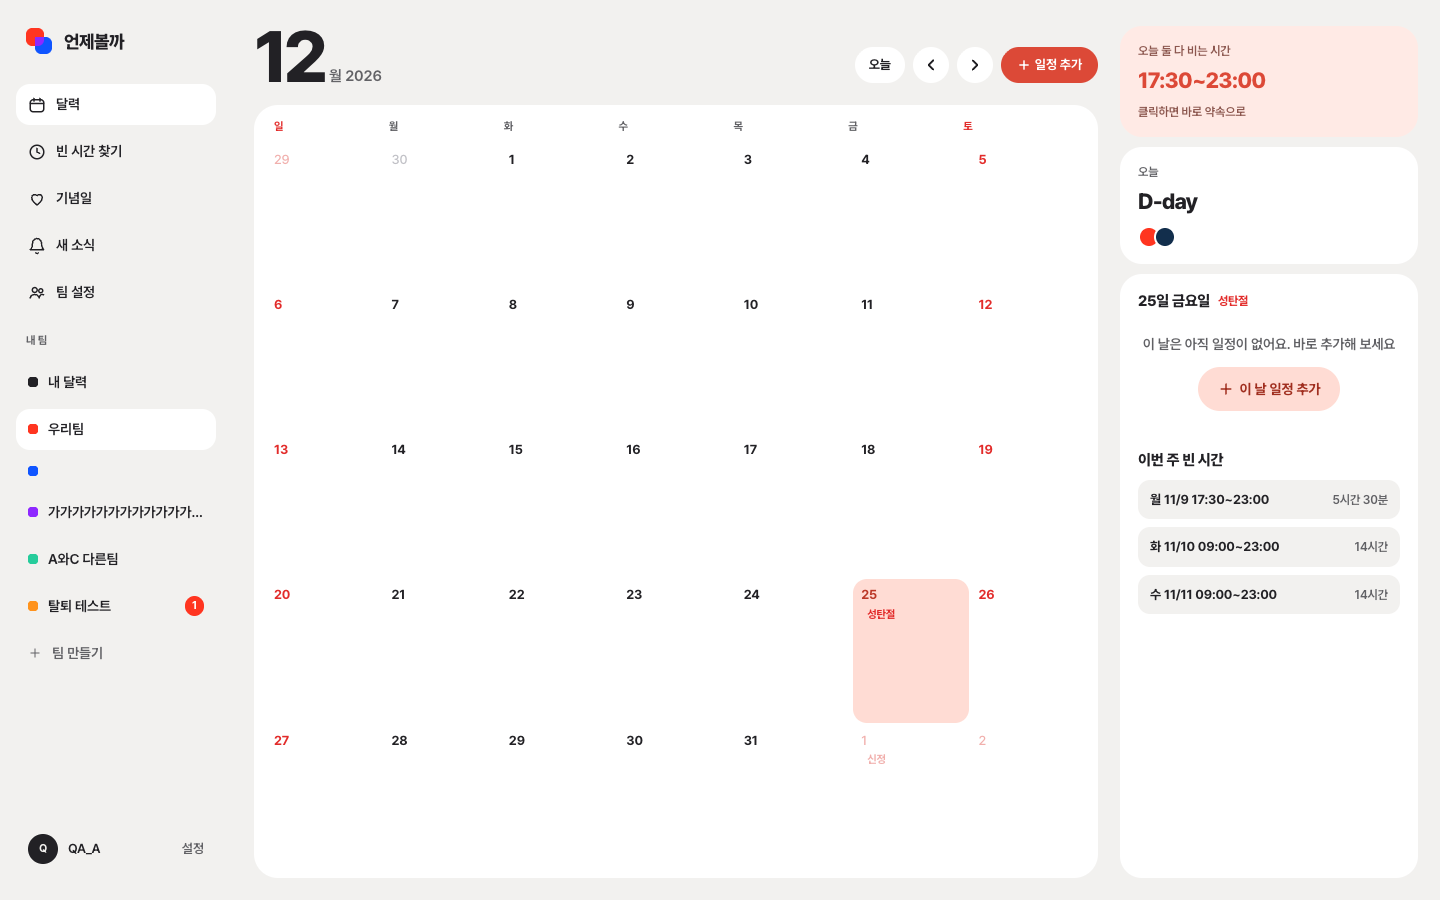 언제볼까
달력
빈 시간 찾기
기념일
새 소식
팀 설정
내 팀
내 달력
우리팀
가가가가가가가가가가가가...
A와C 다른팀
탈퇴 테스트 1
팀 만들기
Q QA_A 설정
12월 2026
오늘
일정 추가
일 월 화 수 목 금 토
29 30 1 2 3 4 5
6 7 8 9 10 11 12
13 14 15 16 17 18 19
20 21 22 23 24 25 26
성탄절
27 28 29 30 31 1 2
신정
오늘 둘 다 비는 시간
17:30~23:00
클릭하면 바로 약속으로
오늘
D-day
25일 금요일 성탄절
이 날은 아직 일정이 없어요. 바로 추가해 보세요
이 날 일정 추가
이번 주 빈 시간
월 11/9 17:30~23:00 5시간 30분
화 11/10 09:00~23:00 14시간
수 11/11 09:00~23:00 14시간